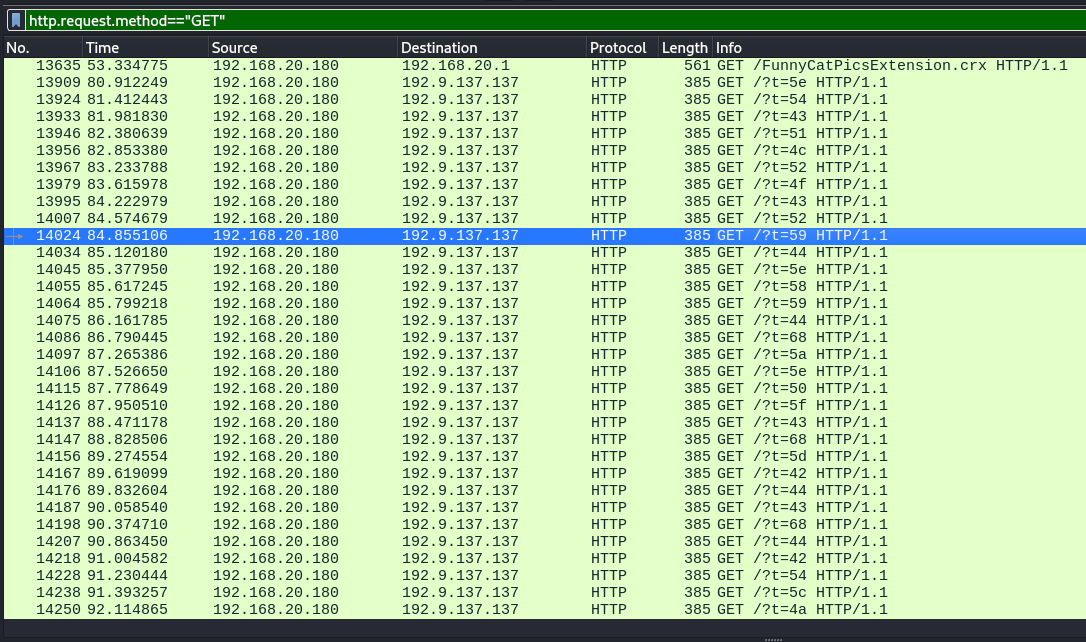 http.request.method=="GET"
No. Time Source Destination Protocol Length Info
13635 53.334775 192.168.20.180 192.168.20.1 HTTP 561 GET /FunnyCatPicsExtension.crx HTTP/1.1
13909 80.912249 192.168.20.180 192.9.137.137 HTTP 385 GET /?t=5e HTTP/1.1
13924 81.412443 192.168.20.180 192.9.137.137 HTTP 385 GET /?t=54 HTTP/1.1
13933 81.981830 192.168.20.180 192.9.137.137 HTTP 385 GET /?t=43 HTTP/1.1
13946 82.380639 192.168.20.180 192.9.137.137 HTTP 385 GET /?t=51 HTTP/1.1
13956 82.853380 192.168.20.180 192.9.137.137 HTTP 385 GET /?t=4c HTTP/1.1
13967 83.233788 192.168.20.180 192.9.137.137 HTTP 385 GET /?t=52 HTTP/1.1
13979 83.615978 192.168.20.180 192.9.137.137 HTTP 385 GET /?t=4f HTTP/1.1
13995 84.222979 192.168.20.180 192.9.137.137 HTTP 385 GET /?t=43 HTTP/1.1
14007 84.574679 192.168.20.180 192.9.137.137 HTTP 385 GET /?t=52 HTTP/1.1
14024 84.855106 192.168.20.180 192.9.137.137 HTTP 385 GET /?t=59 HTTP/1.1
14034 85.120180 192.168.20.180 192.9.137.137 HTTP 385 GET /?t=44 HTTP/1.1
14045 85.377950 192.168.20.180 192.9.137.137 HTTP 385 GET /?t=5e HTTP/1.1
14055 85.617245 192.168.20.180 192.9.137.137 HTTP 385 GET /?t=58 HTTP/1.1
14064 85.799218 192.168.20.180 192.9.137.137 HTTP 385 GET /?t=59 HTTP/1.1
14075 86.161785 192.168.20.180 192.9.137.137 HTTP 385 GET /?t=44 HTTP/1.1
14086 86.790445 192.168.20.180 192.9.137.137 HTTP 385 GET /?t=68 HTTP/1.1
14097 87.265386 192.168.20.180 192.9.137.137 HTTP 385 GET /?t=5a HTTP/1.1
14106 87.526650 192.168.20.180 192.9.137.137 HTTP 385 GET /?t=5e HTTP/1.1
14115 87.778649 192.168.20.180 192.9.137.137 HTTP 385 GET /?t=50 HTTP/1.1
14126 87.950510 192.168.20.180 192.9.137.137 HTTP 385 GET /?t=5f HTTP/1.1
14137 88.471178 192.168.20.180 192.9.137.137 HTTP 385 GET /?t=43 HTTP/1.1
14147 88.828506 192.168.20.180 192.9.137.137 HTTP 385 GET /?t=68 HTTP/1.1
14156 89.274554 192.168.20.180 192.9.137.137 HTTP 385 GET /?t=5d HTTP/1.1
14167 89.619099 192.168.20.180 192.9.137.137 HTTP 385 GET /?t=42 HTTP/1.1
14176 89.832604 192.168.20.180 192.9.137.137 HTTP 385 GET /?t=44 HTTP/1.1
14187 90.058540 192.168.20.180 192.9.137.137 HTTP 385 GET /?t=43 HTTP/1.1
14198 90.374710 192.168.20.180 192.9.137.137 HTTP 385 GET /?t=68 HTTP/1.1
14207 90.863450 192.168.20.180 192.9.137.137 HTTP 385 GET /?t=44 HTTP/1.1
14218 91.004582 192.168.20.180 192.9.137.137 HTTP 385 GET /?t=42 HTTP/1.1
14228 91.230444 192.168.20.180 192.9.137.137 HTTP 385 GET /?t=54 HTTP/1.1
14238 91.393257 192.168.20.180 192.9.137.137 HTTP 385 GET /?t=5c HTTP/1.1
14250 92.114865 192.168.20.180 192.9.137.137 HTTP 385 GET /?t=4a HTTP/1.1